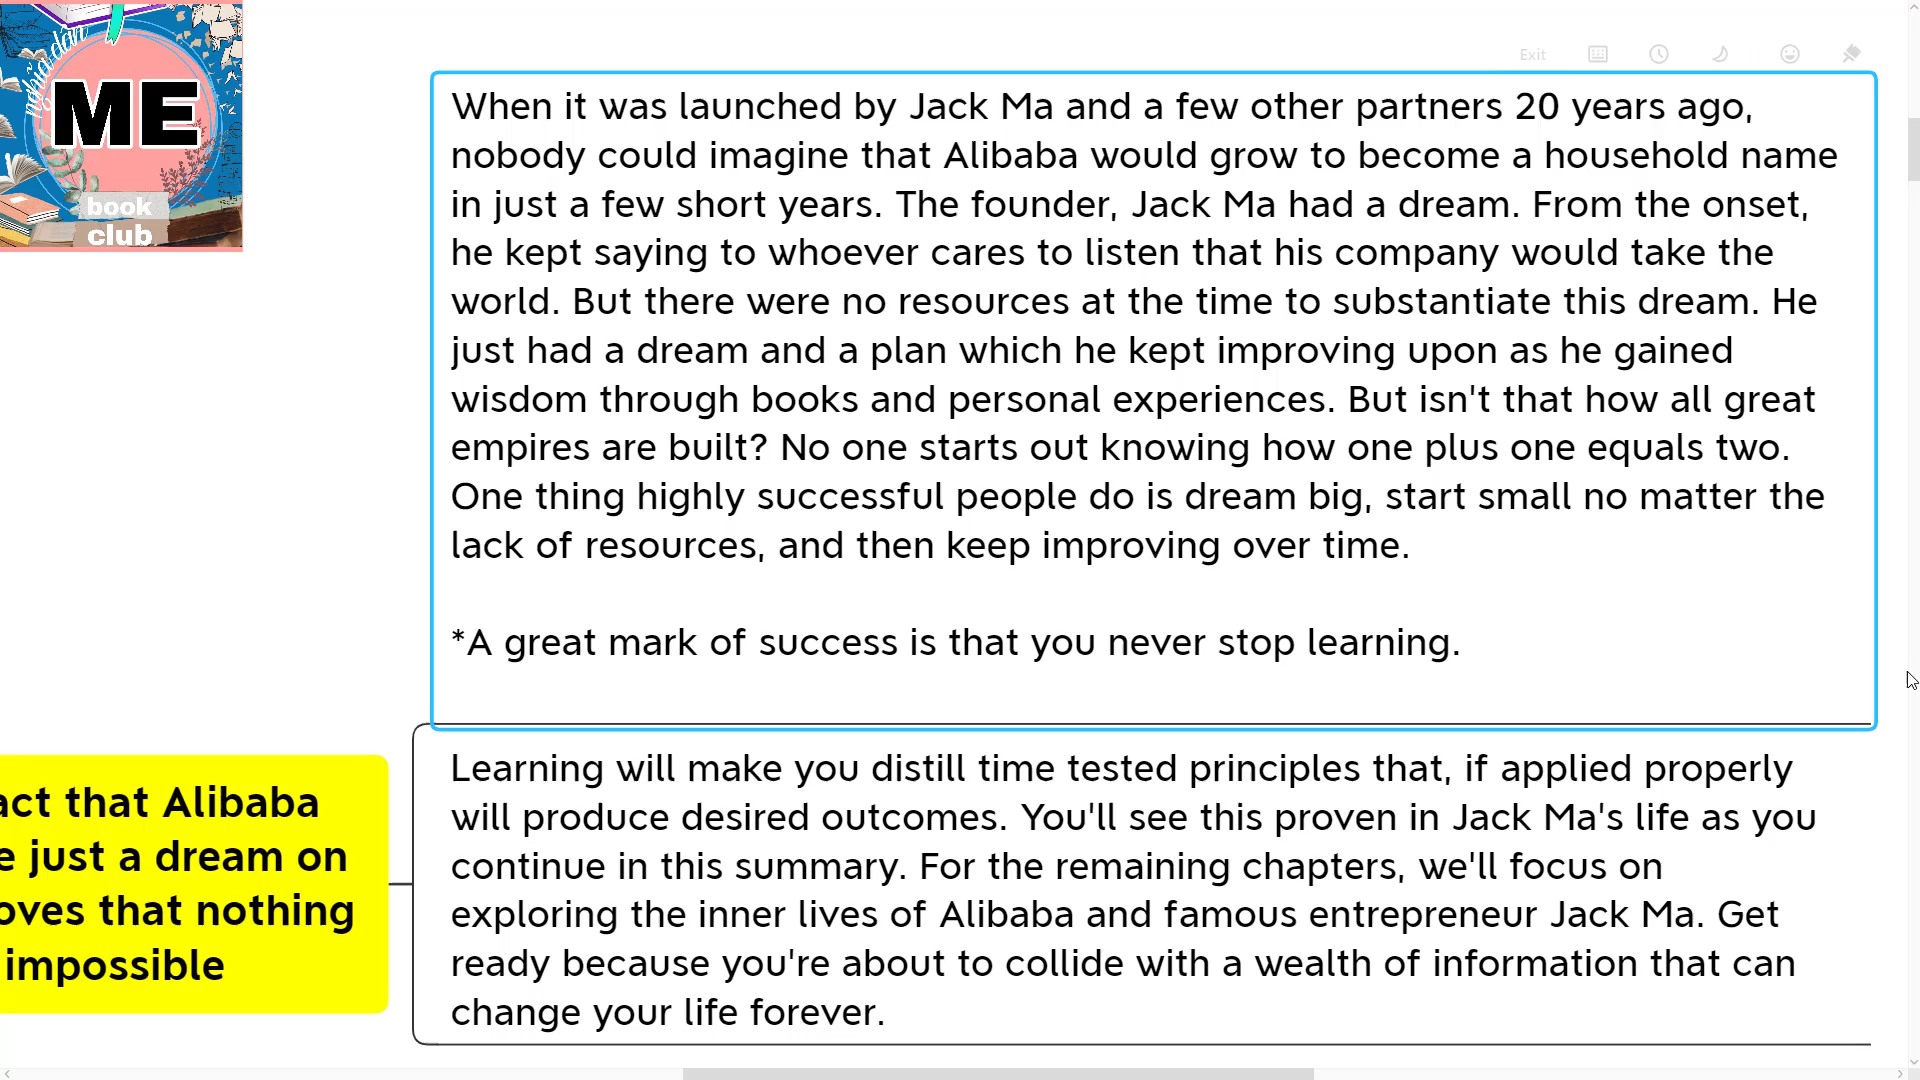 nghĩa dan
ME
book
club
Exit
When it was launched by Jack Ma and a few other partners 20 years ago,
nobody could imagine that Alibaba would grow to become a household name
in just a few short years. The founder, Jack Ma had a dream. From the onset,
he kept saying to whoever cares to listen that his company would take the
world. But there were no resources at the time to substantiate this dream. He
just had a dream and a plan which he kept improving upon as he gained
wisdom through books and personal experiences. But isn't that how all great
empires are built? No one starts out knowing how one plus one equals two.
One thing highly successful people do is dream big, start small no matter the
lack of resources, and then keep improving over time.
*A great mark of success is that you never stop learning.
act that Alibaba
e just a dream on
oves that nothing
impossible
Learning will make you distill time tested principles that, if applied properly
will produce desired outcomes. You'll see this proven in Jack Ma's life as you
continue in this summary. For the remaining chapters, we'll focus on
exploring the inner lives of Alibaba and famous entrepreneur Jack Ma. Get
ready because you're about to collide with a wealth of information that can
change your life forever.